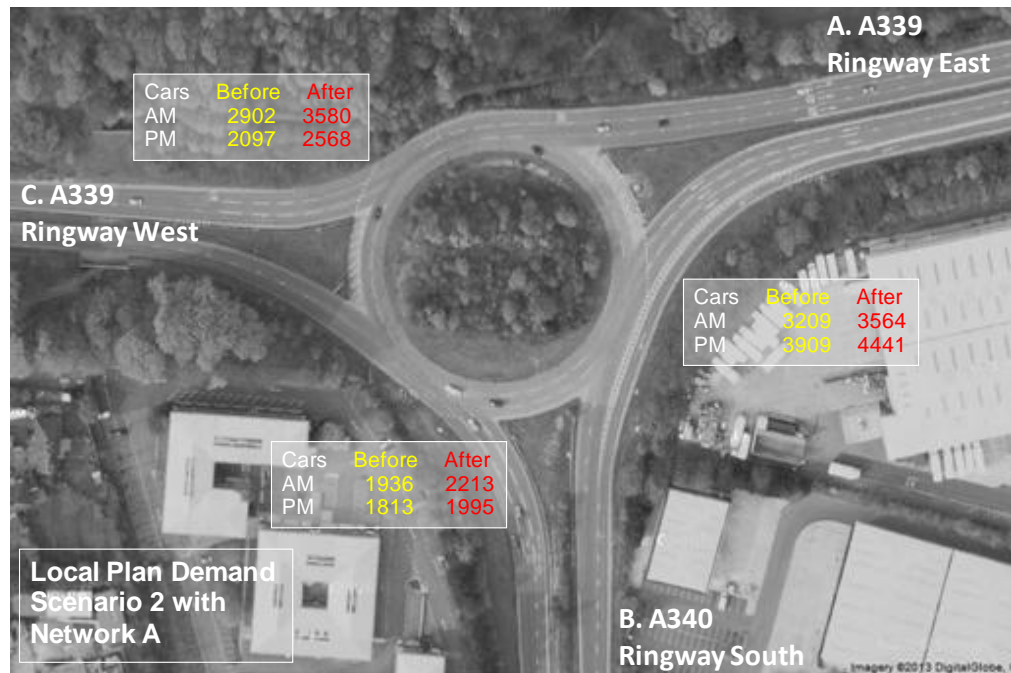 A. A339
Ringway East
Cars Before After
AM 2902 3580
PM 2097 2568
C. A339
Ringway West
Cars Before After
AM 3209 3564
PM 3909 4441
Cars Before After
AM 1936 2213
PM 1813 1995
Local Plan Demand
Scenario 2 with
Network A
B. A340
Ringway South
Imagery ©2013 DigitalGlobe,